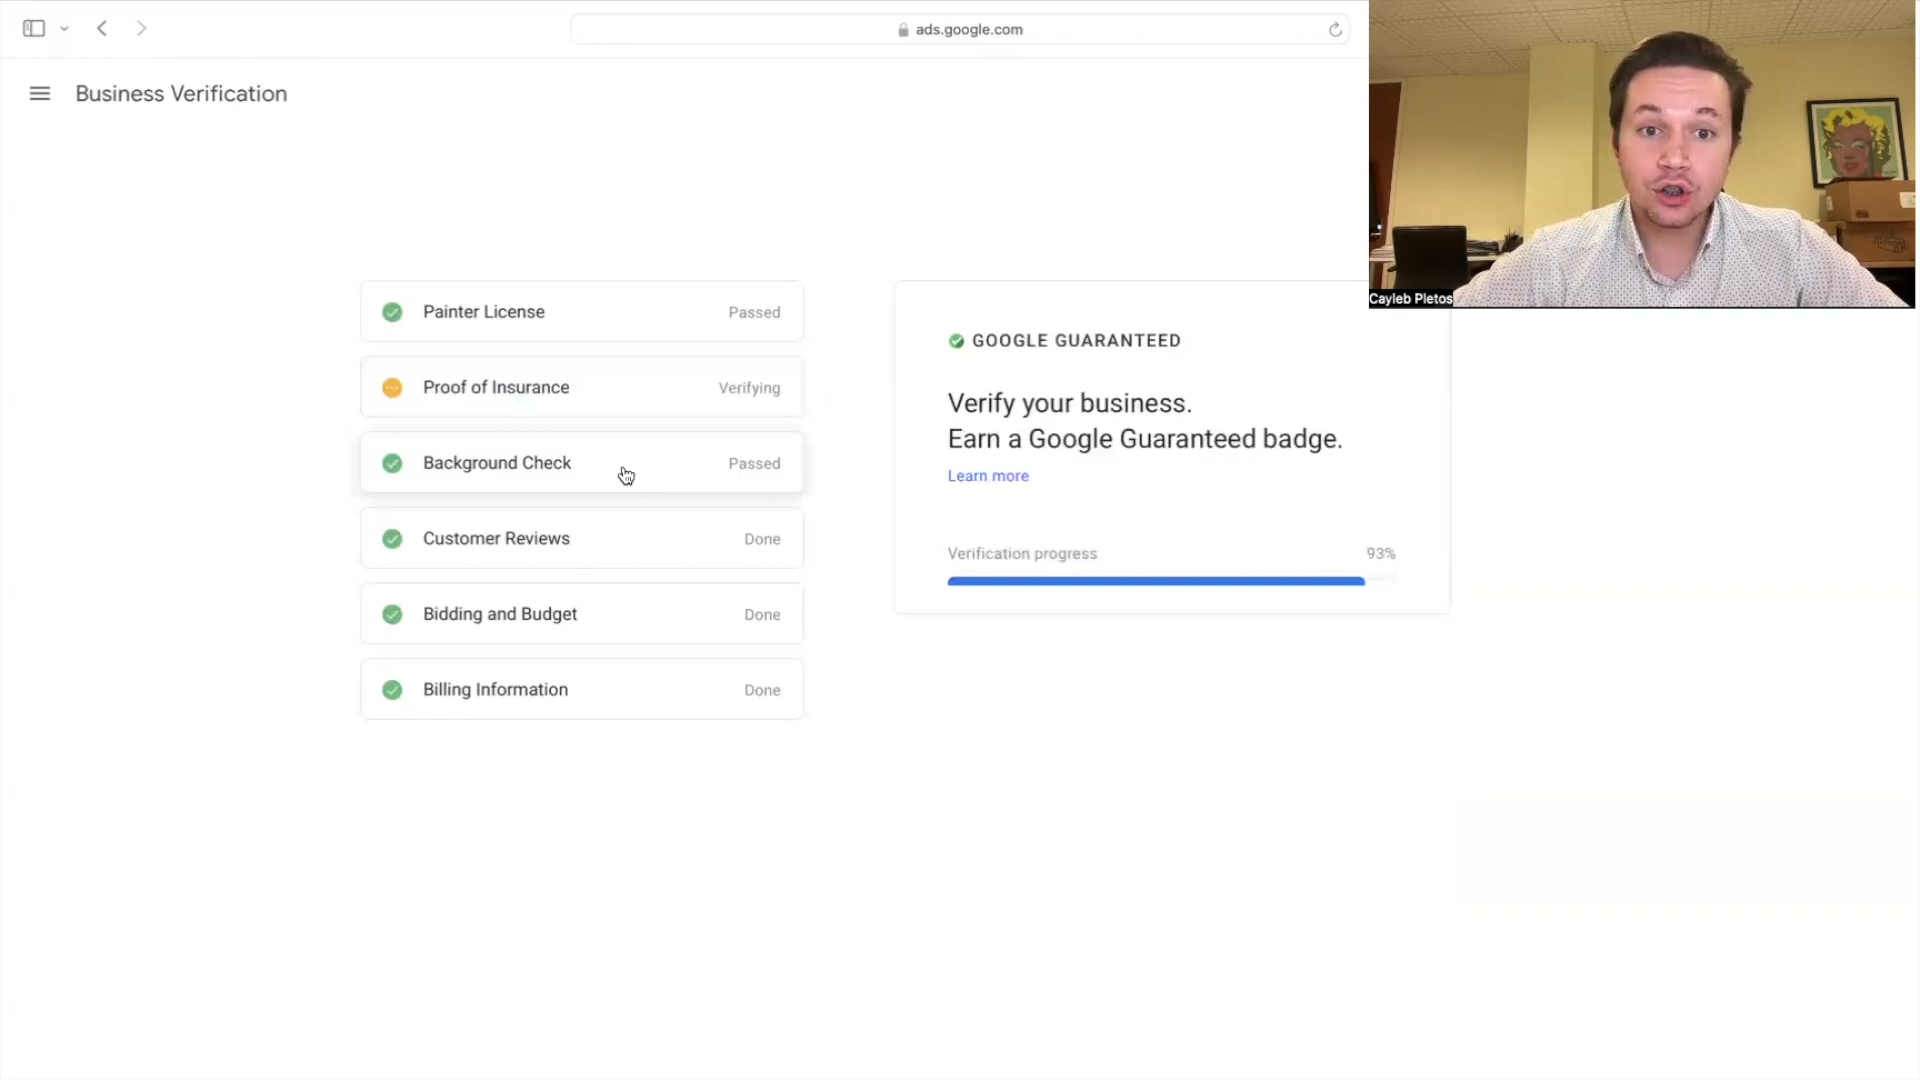 ads.google.com
Business Verification
Painter License Passed
Proof of Insurance Verifying
Background Check Passed
Customer Reviews Done
Bidding and Budget Done
Billing Information Done
GOOGLE GUARANTEED
Verify your business.
Earn a Google Guaranteed badge.
Learn more
Verification progress 93%
Cayleb Pletos